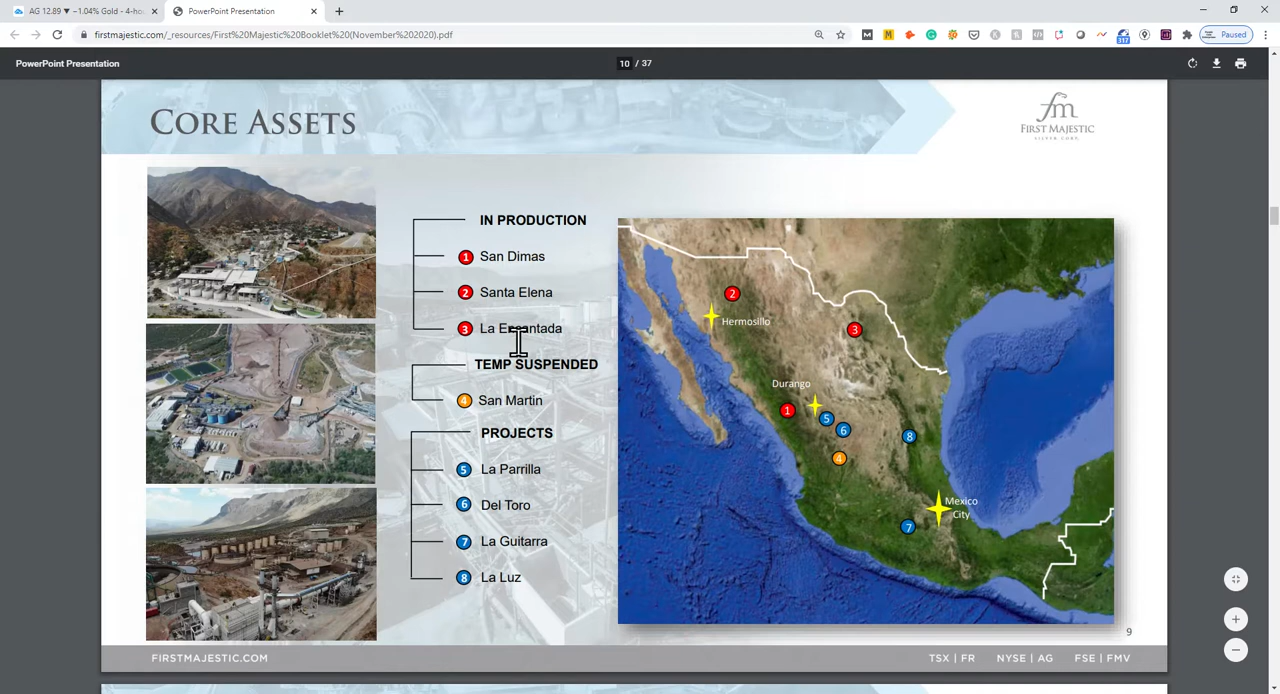 AG 12.89 ▼ −1.04% Gold - 4-hou
PowerPoint Presentation
firstmajestic.com/_resources/First%20Majestic%20Booklet%20(November%202020).pdf
317
Paused
PowerPoint Presentation
10 / 37
CORE ASSETS
fm
FIRST MAJESTIC
SILVER CORP.
IN PRODUCTION
1 San Dimas
2 Santa Elena
3 La Encantada
TEMP SUSPENDED
4 San Martin
PROJECTS
5 La Parrilla
6 Del Toro
7 La Guitarra
8 La Luz
2
Hermosillo
3
Durango
1
5
6
8
4
Mexico
City
7
9
FIRSTMAJESTIC.COM
TSX | FR NYSE | AG FSE | FMV